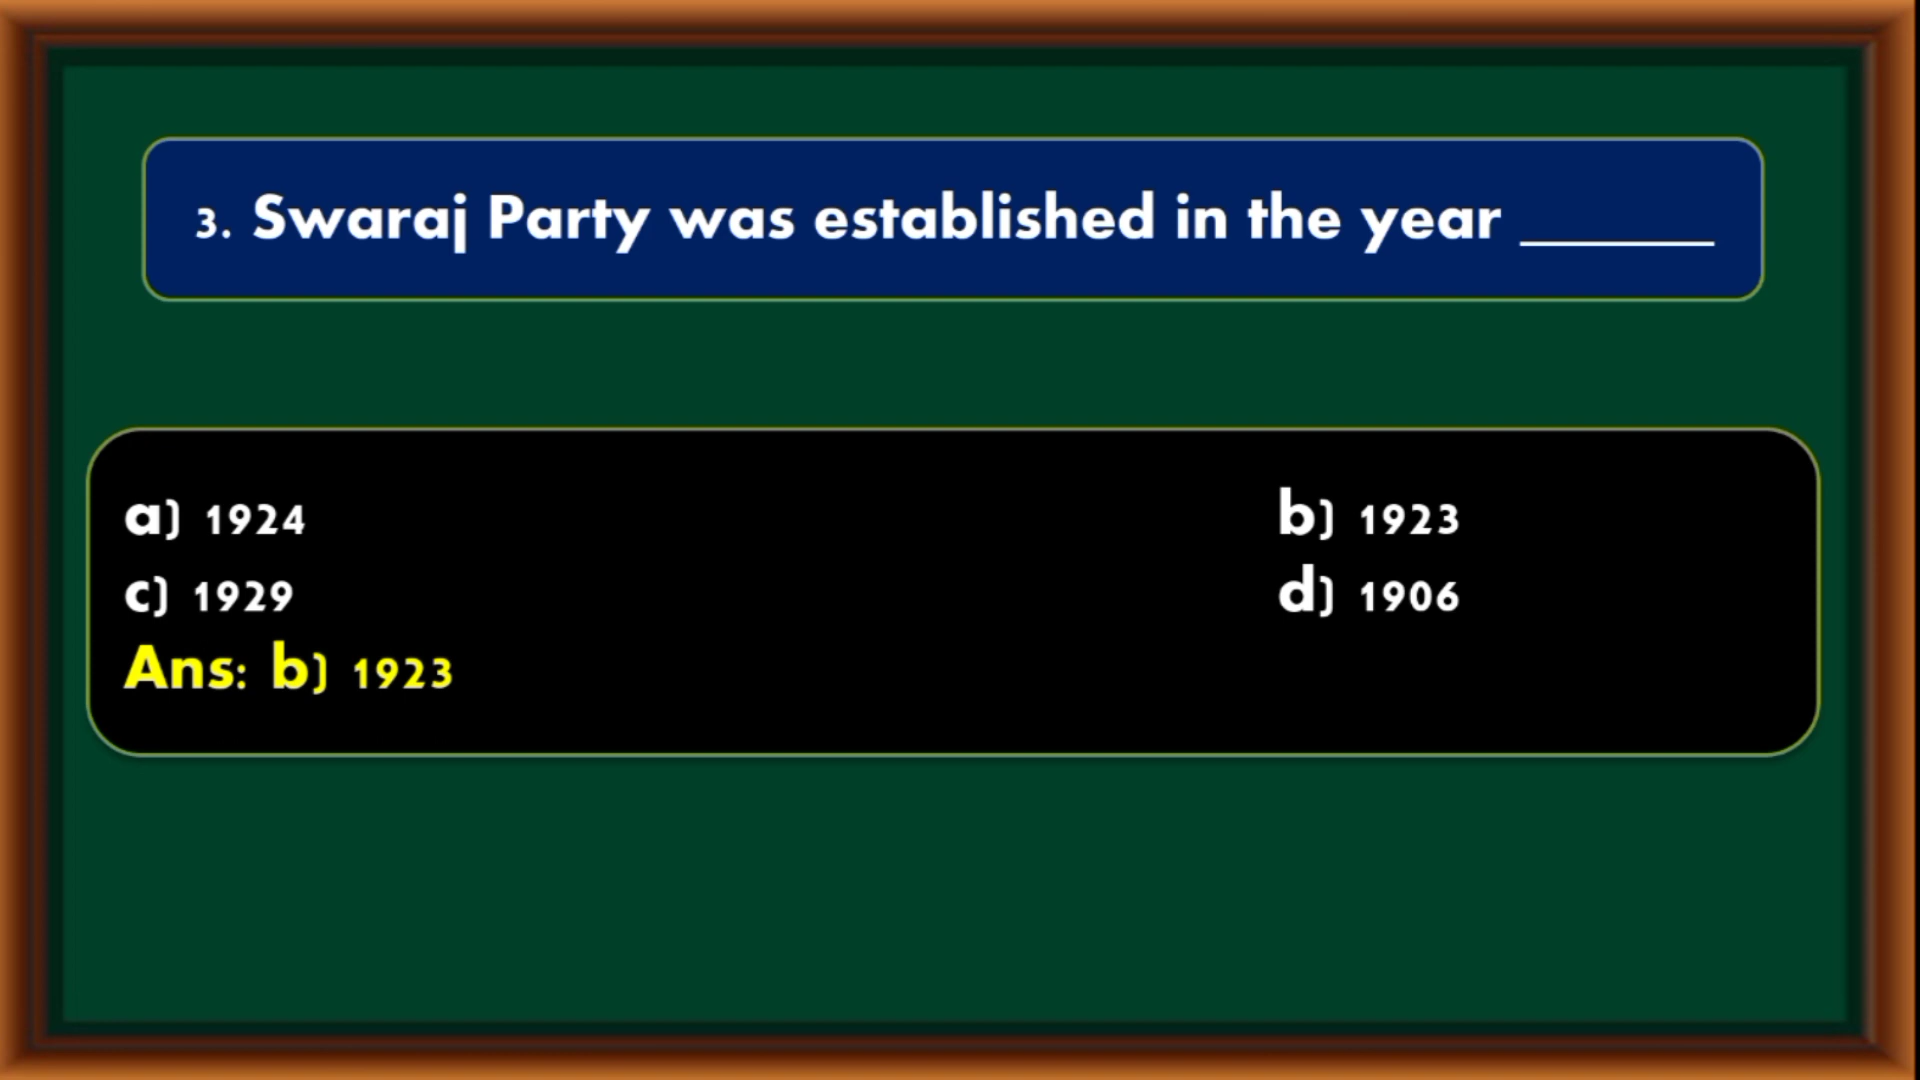 3. Swaraj Party was established in the year ______
a) 1924 b) 1923
c) 1929 d) 1906
Ans: b) 1923